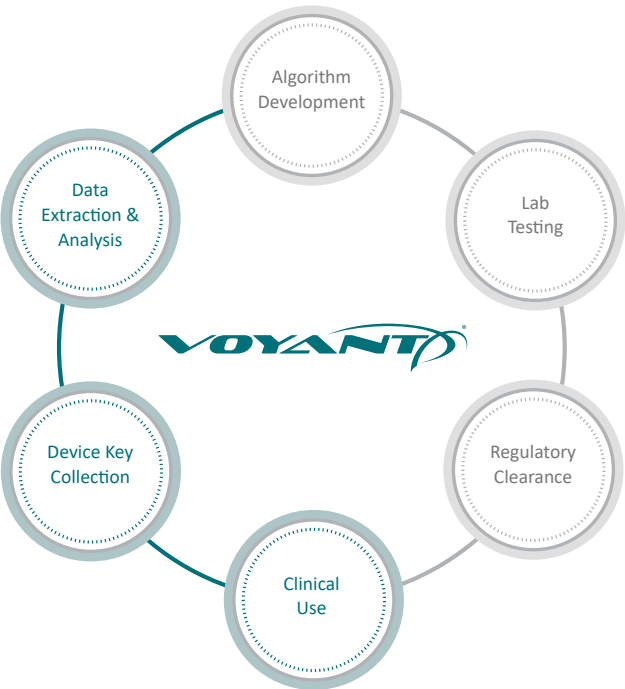 Algorithm
Development
Lab
Testing
Regulatory
Clearance
Clinical
Use
Device Key
Collection
Data
Extraction &
Analysis
VOYANT®